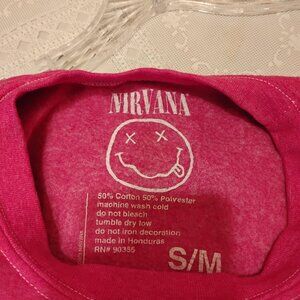 NIRVANA
50% Cotton 50% Polyester
machine wash cold
do not bleach
tumble dry low
do not iron decoration
made in Honduras
RN# 90355
S/M